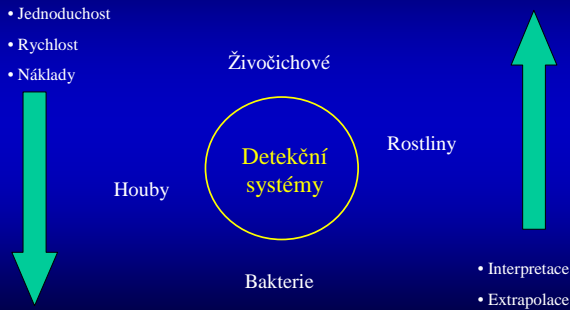 • Jednoduchost
• Rychlost
• Náklady
Živočichové
Rostliny
Detekční
systémy
Houby
Bakterie
• Interpretace
• Extrapolace